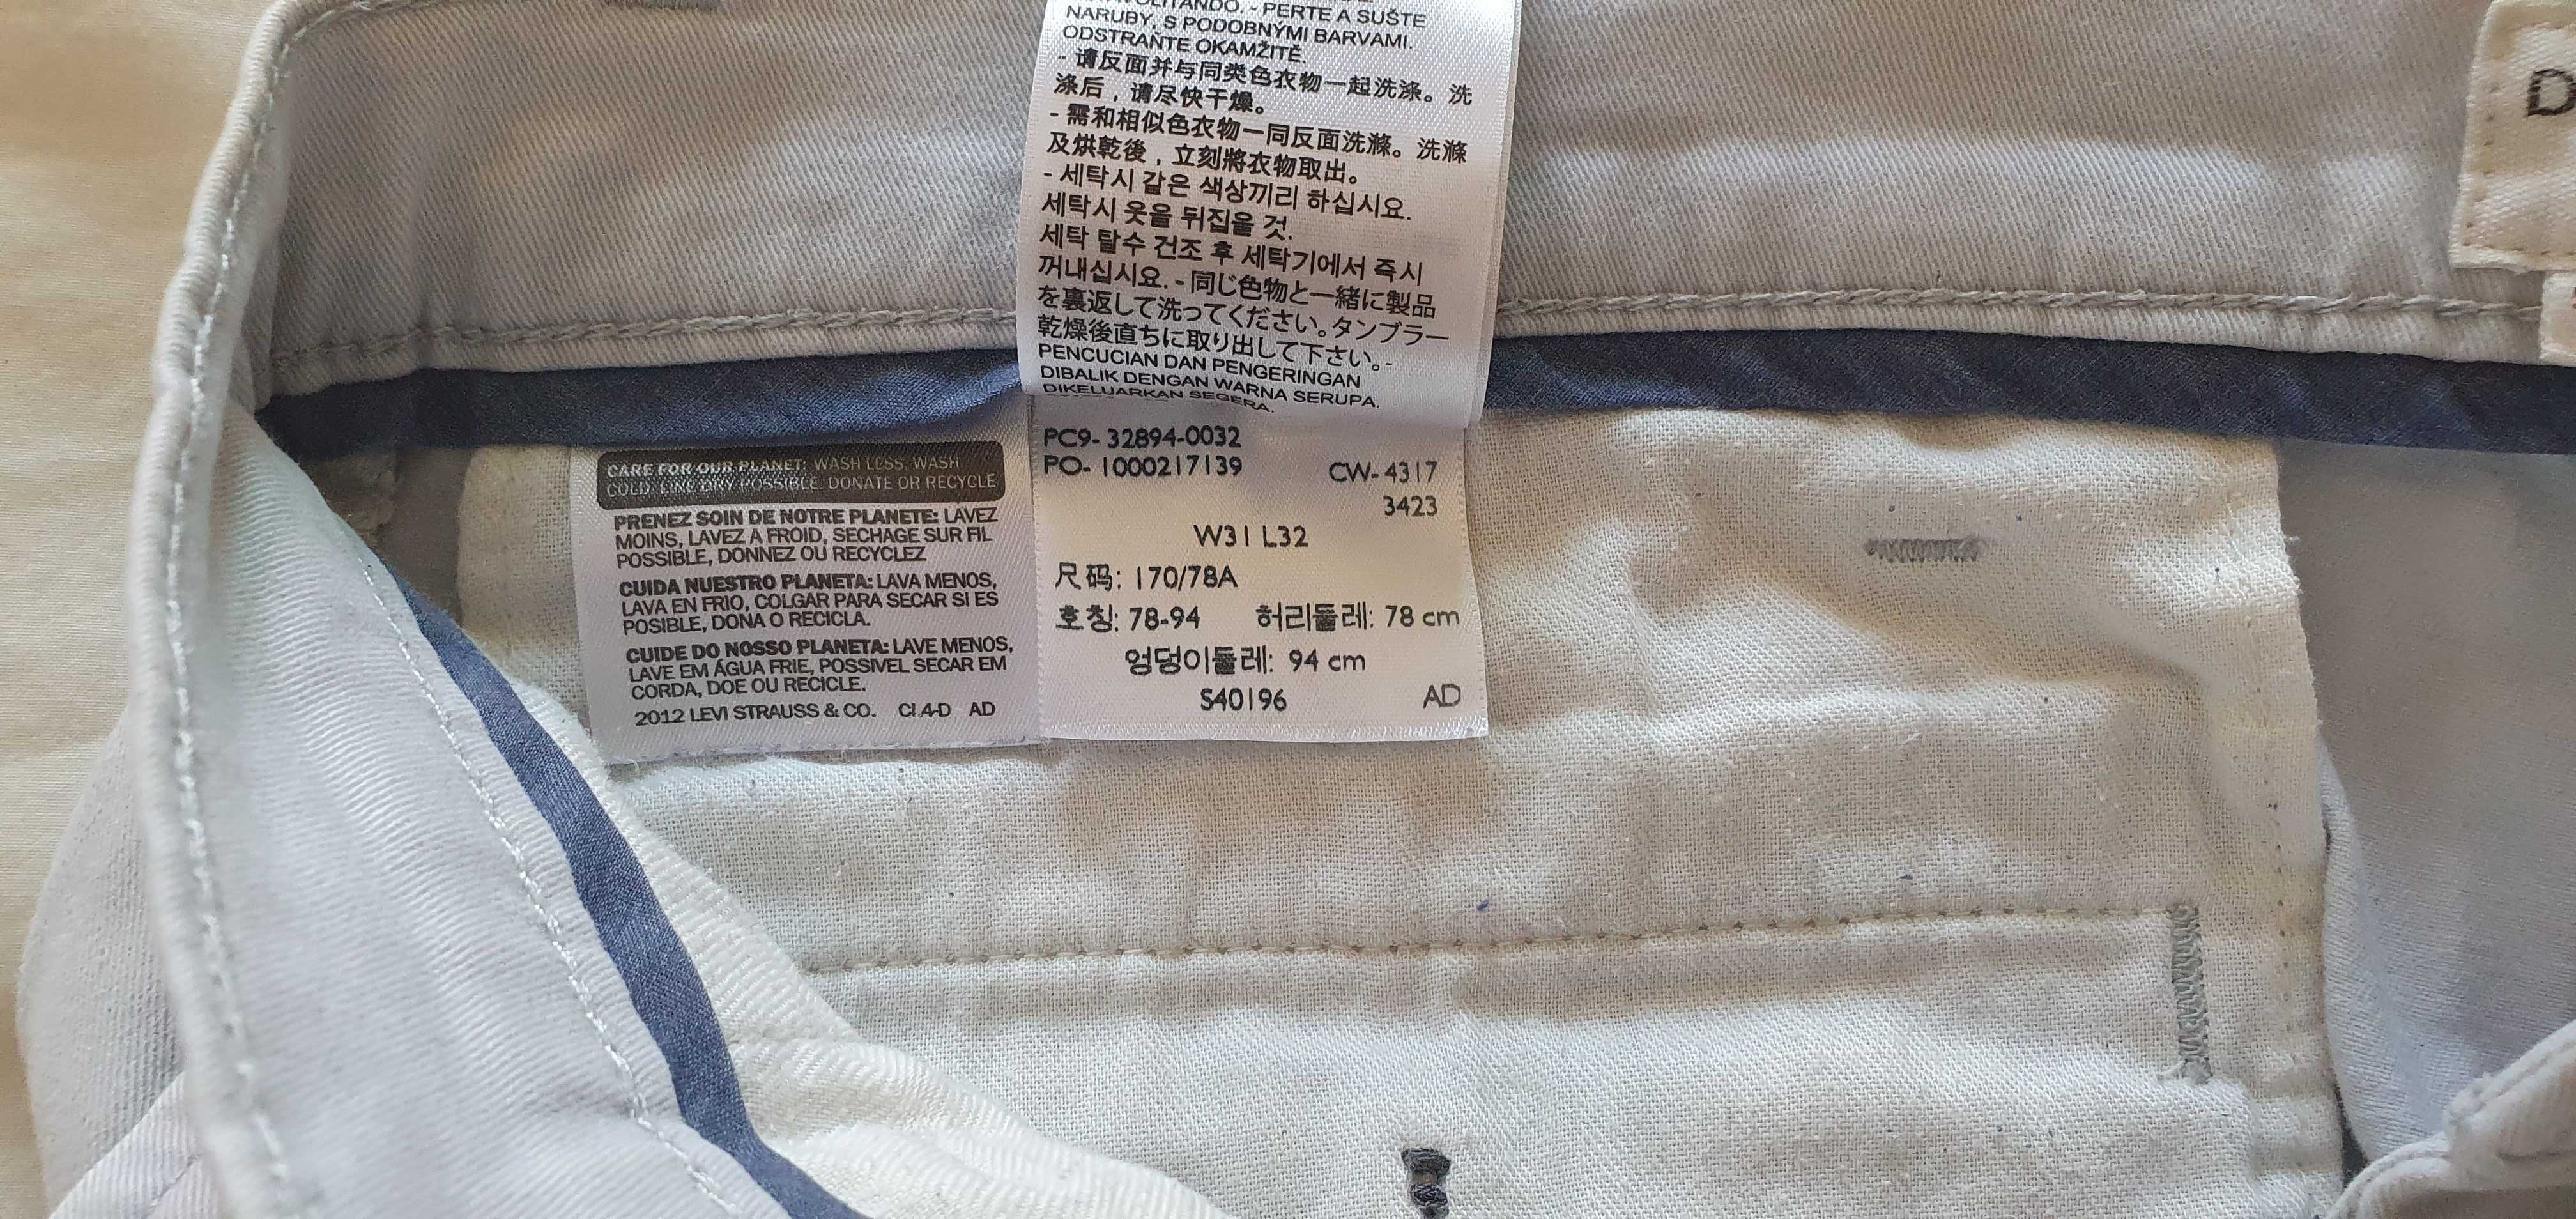 - PERTE A SUŠTE
NARUBY, S PODOBNÝMI BARVAMI.
ODSTRAŇTE OKAMŽITĚ.
- 请反面并与同类色衣物一起洗涤。洗
涤后，请尽快干燥。
- 需和相似色衣物一同反面洗滌。洗滌
及烘乾後，立刻將衣物取出。
- 세탁시 같은 색상끼리 하십시요.
세탁시 옷을 뒤집을 것.
세탁 탈수 건조 후 세탁기에서 즉시
꺼내십시요. - 同じ色物と一緒に製品
を裏返して洗ってください。タンブラー
乾燥後直ちに取り出して下さい。-
PENCUCIAN DAN PENGERINGAN
DIBALIK DENGAN WARNA SERUPA.
DIKELUARKAN SEGERA.
CARE FOR OUR PLANET: WASH LESS, WASH
COLD, LINE DRY POSSIBLE. DONATE OR RECYCLE
PRENEZ SOIN DE NOTRE PLANETE: LAVEZ
MOINS, LAVEZ A FROID, SECHAGE SUR FIL
POSSIBLE, DONNEZ OU RECYCLEZ
CUIDA NUESTRO PLANETA: LAVA MENOS,
LAVA EN FRIO, COLGAR PARA SECAR SI ES
POSIBLE, DONA O RECICLA.
CUIDE DO NOSSO PLANETA: LAVE MENOS,
LAVE EM ÁGUA FRIE, POSSIVEL SECAR EM
CORDA, DOE OU RECICLE.
2012 LEVI STRAUSS & CO. CI.4-D AD
PC9- 32894-0032
PO- 1000217139 CW- 4317
3423
W31 L32
尺码: 170/78A
호칭: 78-94 허리둘레: 78 cm
엉덩이둘레: 94 cm
S40196 AD
D